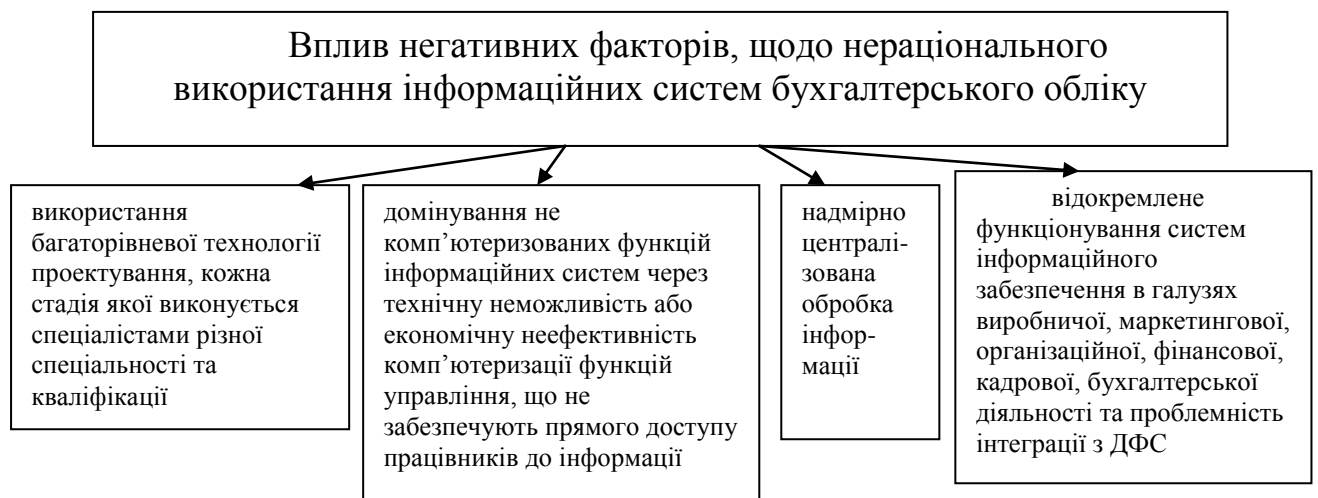 Вплив негативних факторів, щодо нераціонального
використання інформаційних систем бухгалтерського обліку
використання
багаторівневої технології
проектування, кожна
стадія якої виконується
спеціалістами різної
спеціальності та
кваліфікації
домінування не
комп’ютеризованих функцій
інформаційних систем через
технічну неможливість або
економічну неефективність
комп’ютеризації функцій
управління, що не
забезпечують прямого доступу
працівників до інформації
надмірно
централі-
зована
обробка
інфор-
мації
відокремлене
функціонування систем
інформаційного
забезпечення в галузях
виробничої, маркетингової,
організаційної, фінансової,
кадрової, бухгалтерської
діяльності та проблемність
інтеграції з ДФС